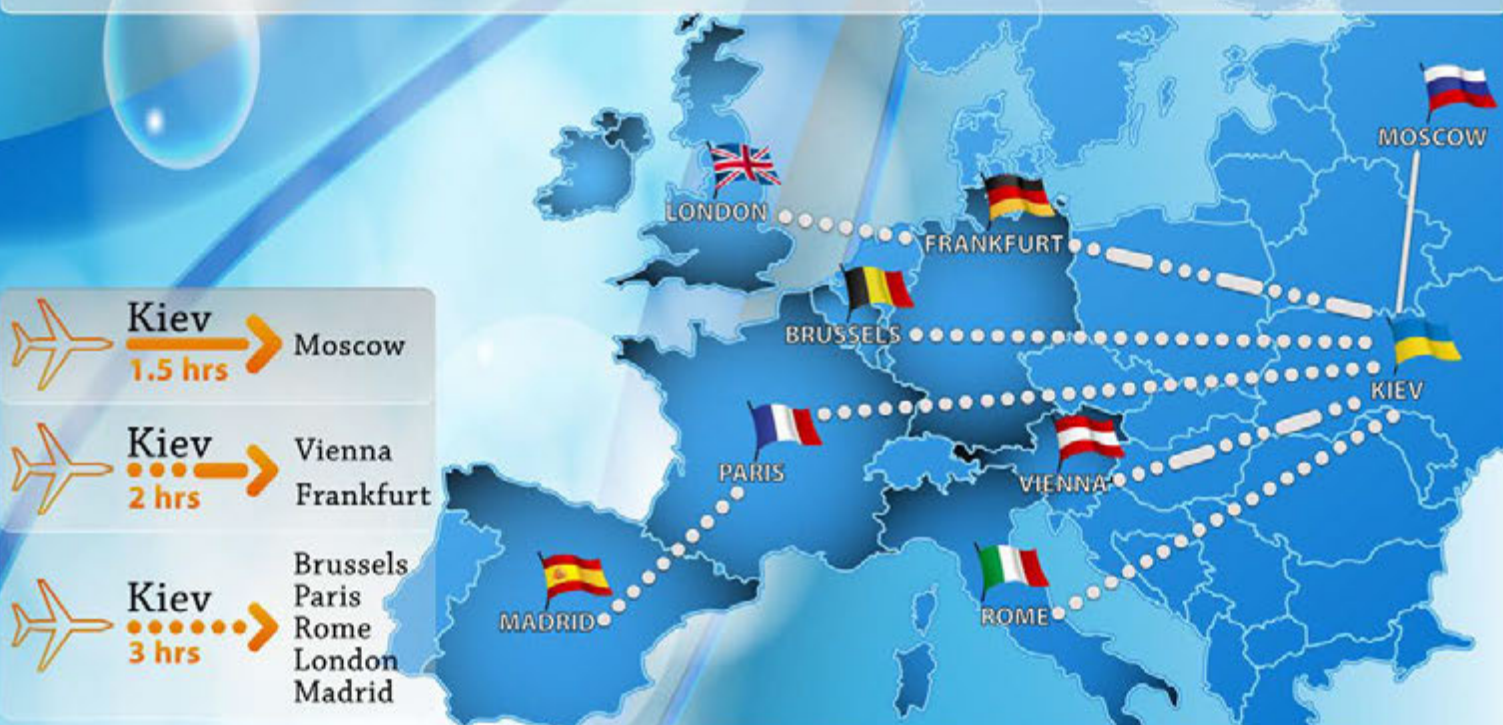 MOSCOW
LONDON
FRANKFURT
BRUSSELS
KIEV
PARIS
VIENNA
MADRID
ROME
Kiev
1.5 hrs
Moscow
Kiev
2 hrs
Vienna
Frankfurt
Kiev
3 hrs
Brussels
Paris
Rome
London
Madrid